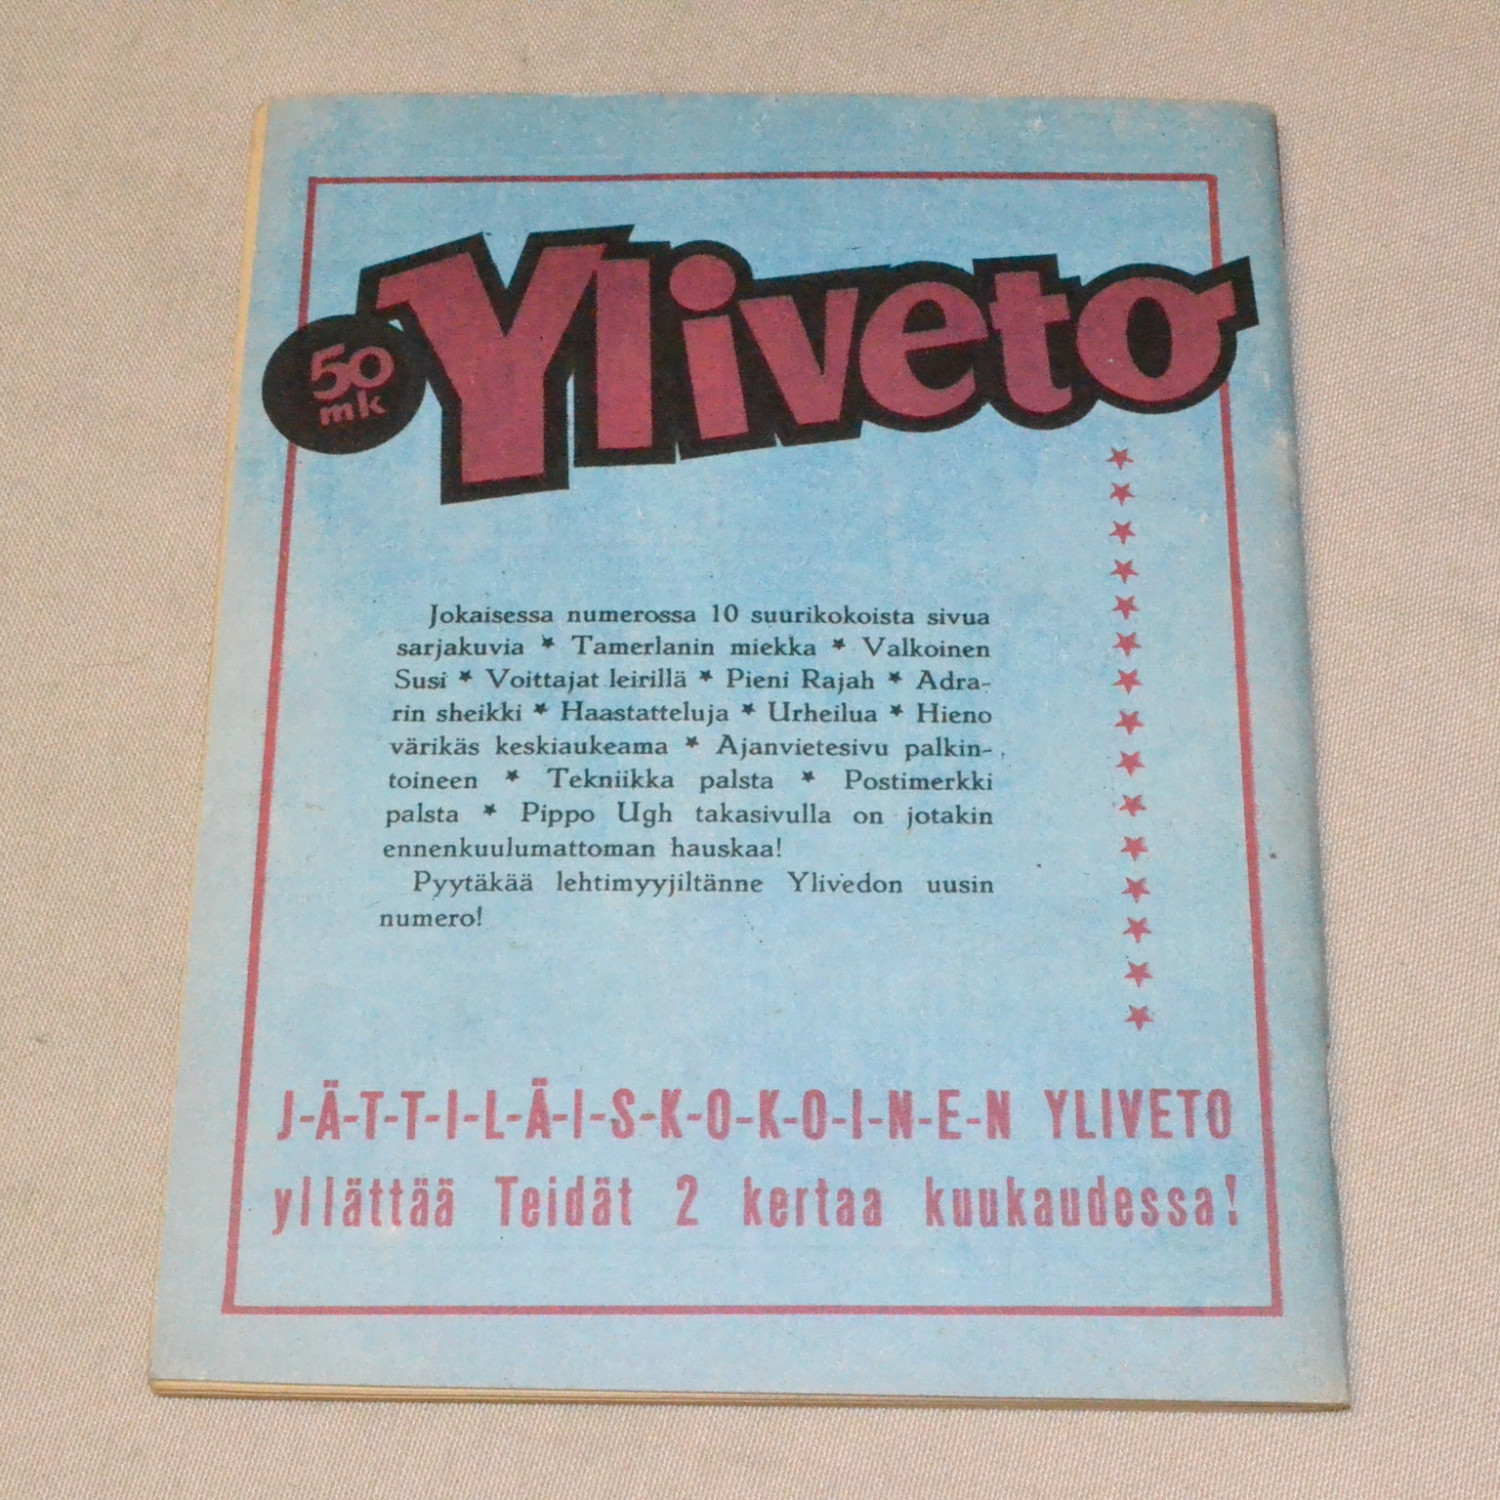 Yliveto
50
mk
Jokaisessa numerossa 10 suurikokoista sivua
sarjakuvia * Tamerlanin miekka * Valkoinen
Susi * Voittajat leirillä * Pieni Rajah * Adra-
rin sheikki * Haastatteluja * Urheilua * Hieno
värikäs keskiaukeama * Ajanvietesivu palkin-
toineen * Tekniikka palsta * Postimerkki
palsta * Pippo Ugh takasivulla on jotakin
ennenkuulumattoman hauskaa!
Pyytäkää lehtimyyjiltänne Ylivedon uusin
numero!
J-Ä-T-T-I-L-Ä-I-S-K-O-K-O-I-N-E-N YLIVETO
yllättää Teidät 2 kertaa kuukaudessa!